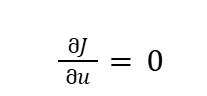 ∂J/∂u = 0